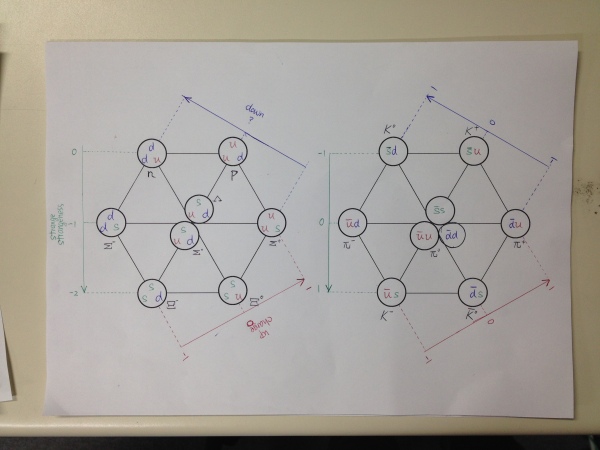 down
?
0
d
d u
n
u
u d
p
strange
strangeness
-1
d
d s
Σ⁻
s
u d
Λ
s
u d
Σ⁰
u
u s
Σ⁺
-2
s
s d
Ξ⁻
s
s u
Ξ⁰
up
charge
-1
1
1
0
-1
-1
K⁰
s̄d
K⁺
s̄u
0
ūd
π⁻
s̄s
ūu
d̄d
π⁰
d̄u
π⁺
1
ūs
K⁻
d̄s
K̄⁰
-1
0
1